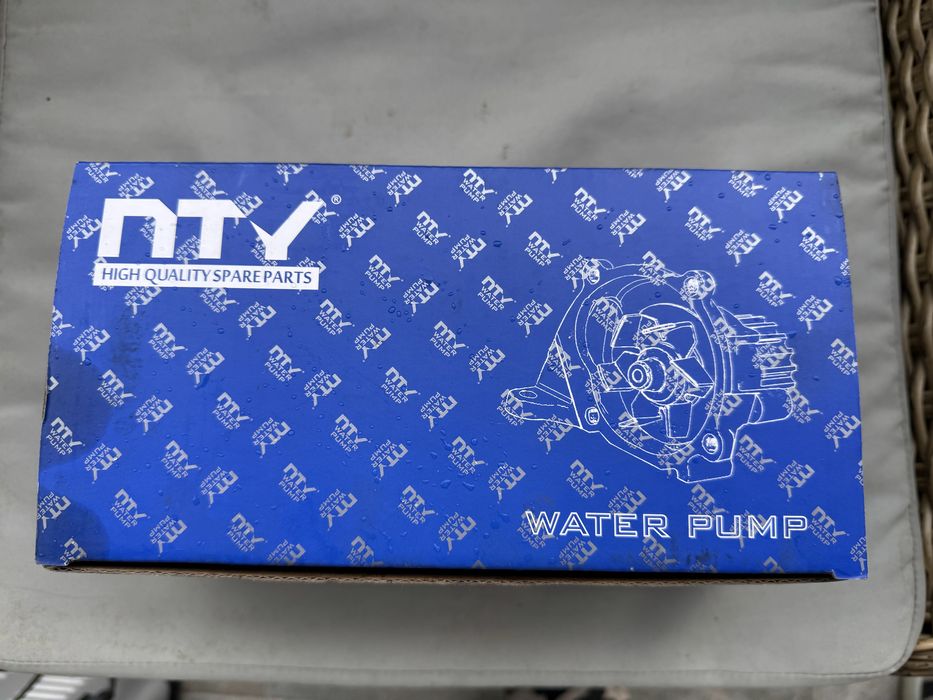 NTY®
HIGH QUALITY SPARE PARTS
WATER PUMP